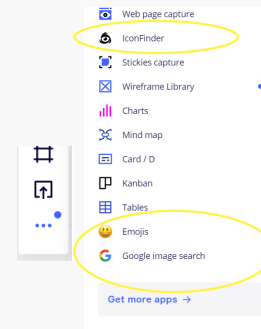 Web page capture
IconFinder
Stickies capture
Wireframe Library
Charts
Mind map
Card / D
Kanban
Tables
Emojis
Google image search
Get more apps →